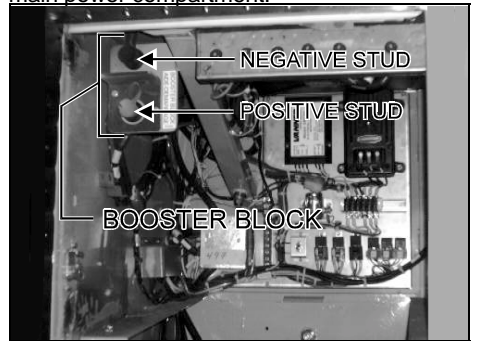 main power compartment.
NEGATIVE STUD
POSITIVE STUD
BOOSTER BLOCK